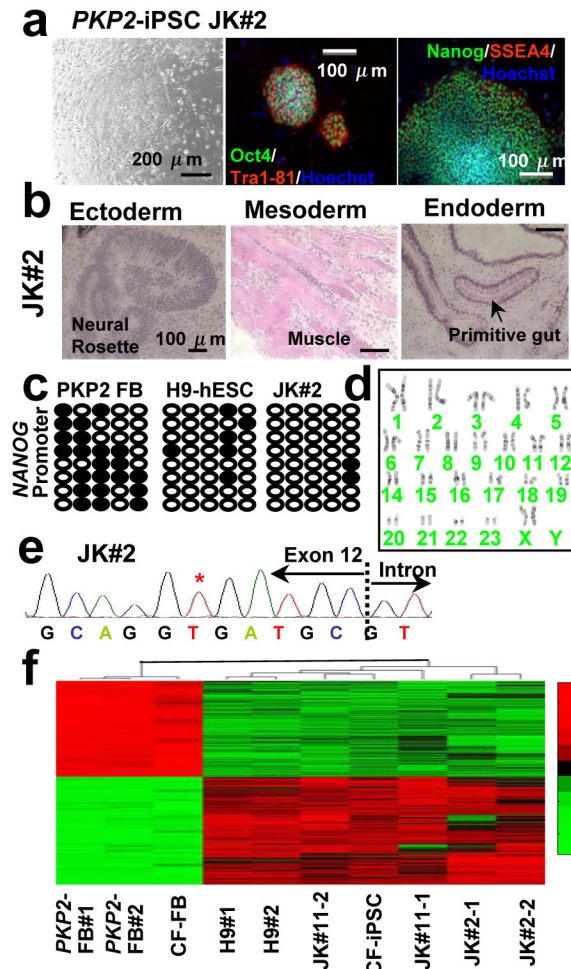 a PKP2-iPSC JK#2
200 μm
100 μm
Oct4/
Tra1-81/Hoechst
Nanog/SSEA4/
Hoechst
100 μm
b Ectoderm Mesoderm Endoderm
JK#2
Neural
Rosette
100 μm
Muscle
Primitive gut
c PKP2 FB H9-hESC JK#2
NANOG
Promoter
d
1 2 3 4 5
6 7 8 9 10 11 12
14 15 16 17 18 19
20 21 22 23 X Y
e JK#2
Exon 12
Intron
*
G C A G G T G A T G C G T
f
PKP2-
FB#1
PKP2-
FB#2
CF-FB
H9#1
H9#2
JK#11-2
CF-iPSC
JK#11-1
JK#2-1
JK#2-2